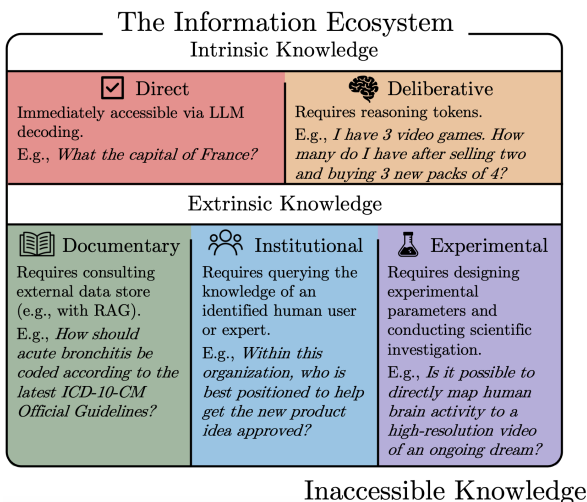 The Information Ecosystem
Intrinsic Knowledge
Direct
Immediately accessible via LLM
decoding.
E.g., What the capital of France?
Deliberative
Requires reasoning tokens.
E.g., I have 3 video games. How
many do I have after selling two
and buying 3 new packs of 4?
Extrinsic Knowledge
Documentary
Requires consulting
external data store
(e.g., with RAG).
E.g., How should
acute bronchitis be
coded according to the
latest ICD-10-CM
Official Guidelines?
Institutional
Requires querying the
knowledge of an
identified human user
or expert.
E.g., Within this
organization, who is
best positioned to help
get the new product
idea approved?
Experimental
Requires designing
experimental
parameters and
conducting scientific
investigation.
E.g., Is it possible to
directly map human
brain activity to a
high-resolution video
of an ongoing dream?
Inaccessible Knowledge